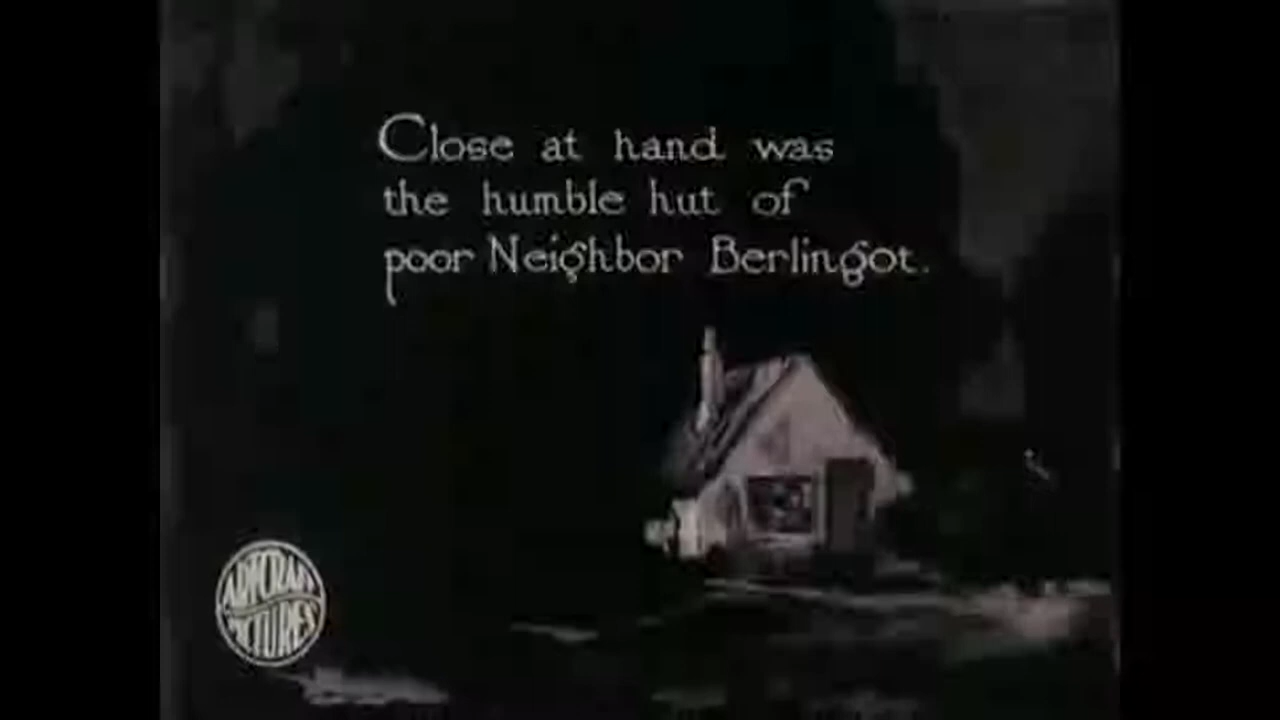 Close at hand was
the humble hut of
poor Neighbor Berlingot.
ARTCRAFT
PICTURES